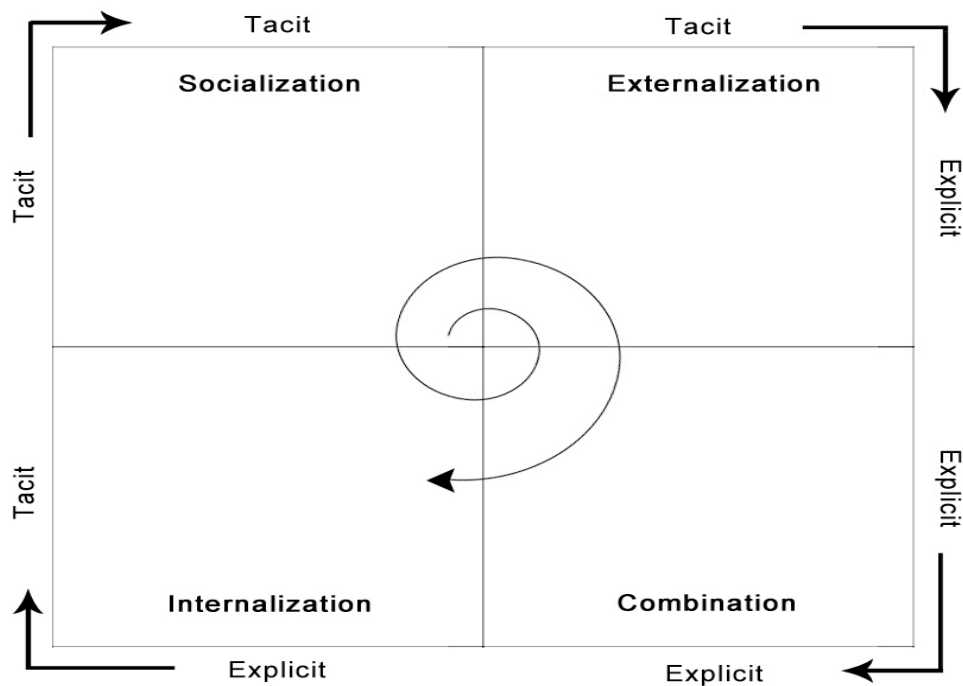 Tacit
Tacit
Socialization
Externalization
Tacit
Explicit
Tacit
Explicit
Internalization
Combination
Explicit
Explicit